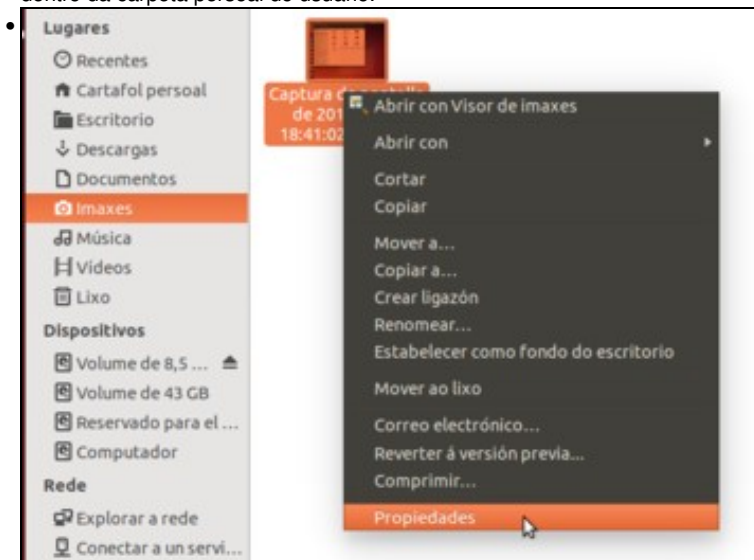 dentro da carpeta persoal do usuario.
Lugares
Recentes
Cartafol persoal
Escritorio
Descargas
Documentos
Imaxes
Música
Vídeos
Lixo
Dispositivos
Volume de 8,5 ...
Volume de 43 GB
Reservado para el ...
Computador
Rede
Explorar a rede
Conectar a un servi...
Captura
de 201
18:41:02
Abrir con Visor de imaxes
Abrir con
Cortar
Copiar
Mover a...
Copiar a...
Crear ligazón
Renomear...
Estabelecer como fondo do escritorio
Mover ao lixo
Correo electrónico...
Reverter á versión previa...
Comprimir...
Propiedades